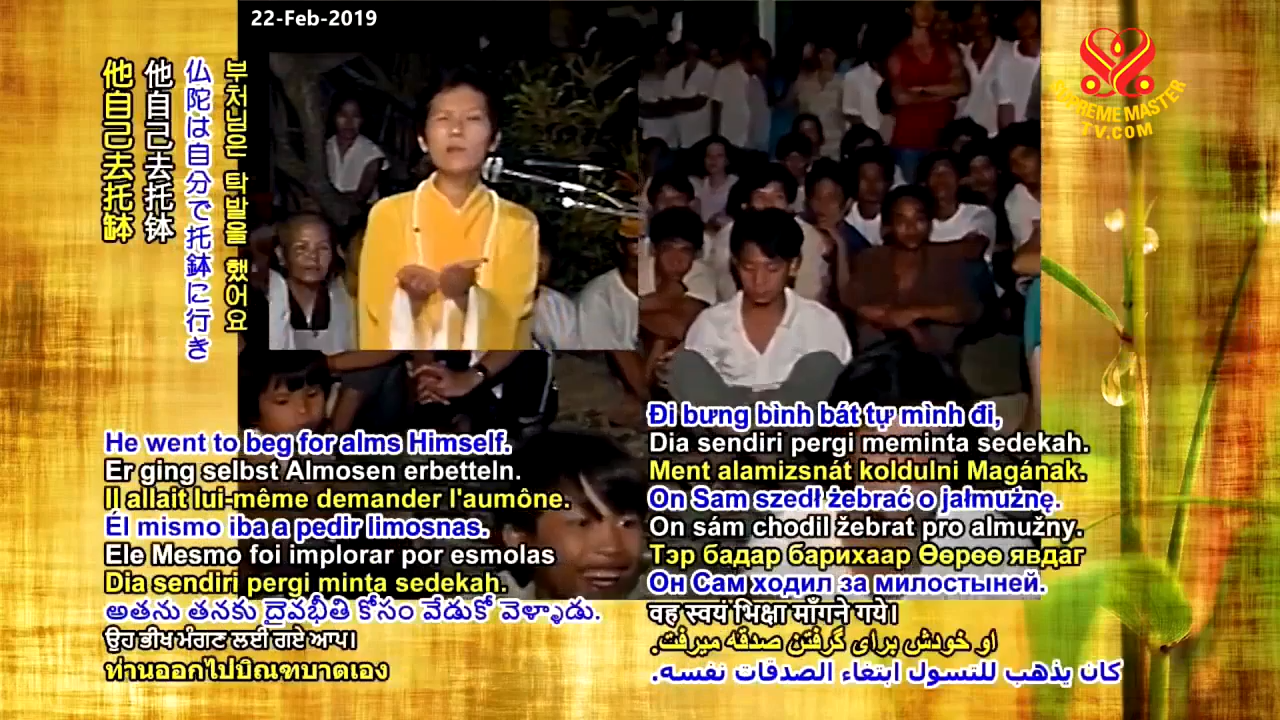 22-Feb-2019
SUPREME MASTER
TV.COM
부처님은 탁발을 했어요
仏陀は自分で托鉢に行き
他自己去托鉢
他自己去托鉢
He went to beg for alms Himself.
Er ging selbst Almosen erbetteln.
Il allait lui-même demander l'aumône.
Él mismo iba a pedir limosnas.
Ele Mesmo foi implorar por esmolas
Dia sendiri pergi minta sedekah.
అతను తనకు దైవభీతి కోసం వేడుకో వెళ్ళాడు.
ਉਹ ਭੀਖ ਮੰਗਣ ਲਈ ਗਏ ਆਪ।
ท่านออกไปบิณฑบาตเอง
Đi bưng bình bát tự mình đi,
Dia sendiri pergi meminta sedekah.
Ment alamizsnát koldulni Magának.
On Sam szedł żebrać o jałmużnę.
On sám chodil žebrat pro almužny.
Тэр бадар барихаар Өөрөө явдаг
Он Сам ходил за милостыней.
वह स्वयं भिक्षा माँगने गये।
او خودش برای گرفتن صدقه میرفت.
كان يذهب للتسول ابتغاء الصدقات نفسه.